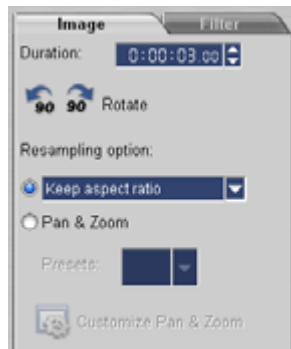 Image Filter
Duration: 0:00:03.00
90 90 Rotate
Resampling option:
Keep aspect ratio
Pan & Zoom
Presets:
Customize Pan & Zoom